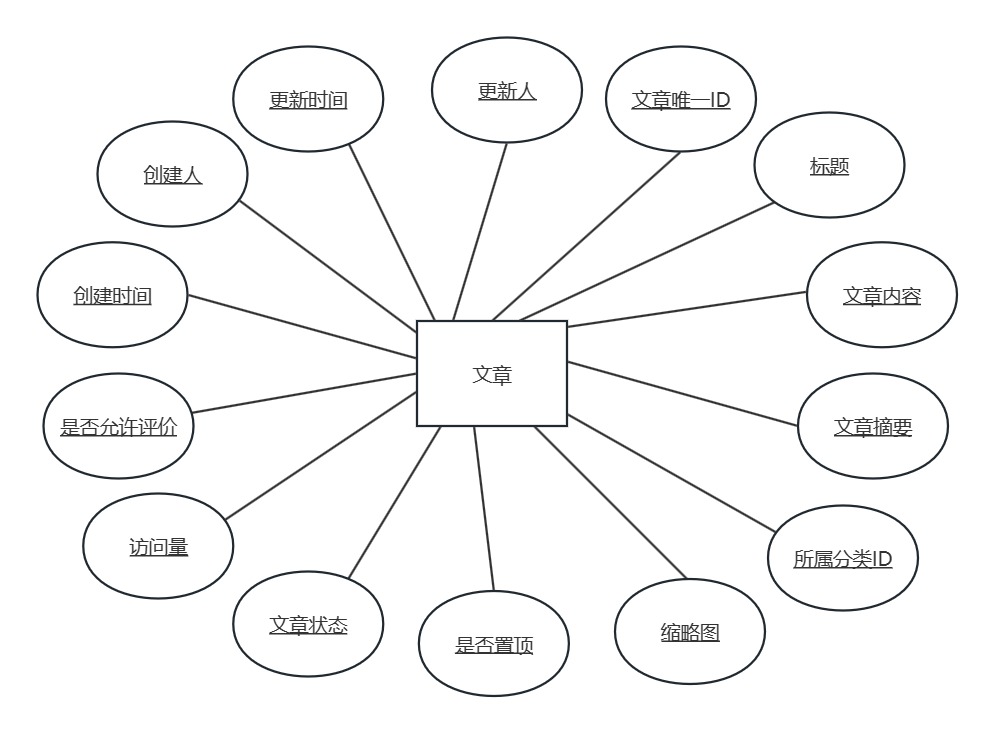 更新人
更新时间
文章唯一ID
标题
创建人
创建时间
文章内容
文章
是否允许评价
文章摘要
访问量
所属分类ID
文章状态
缩略图
是否置顶